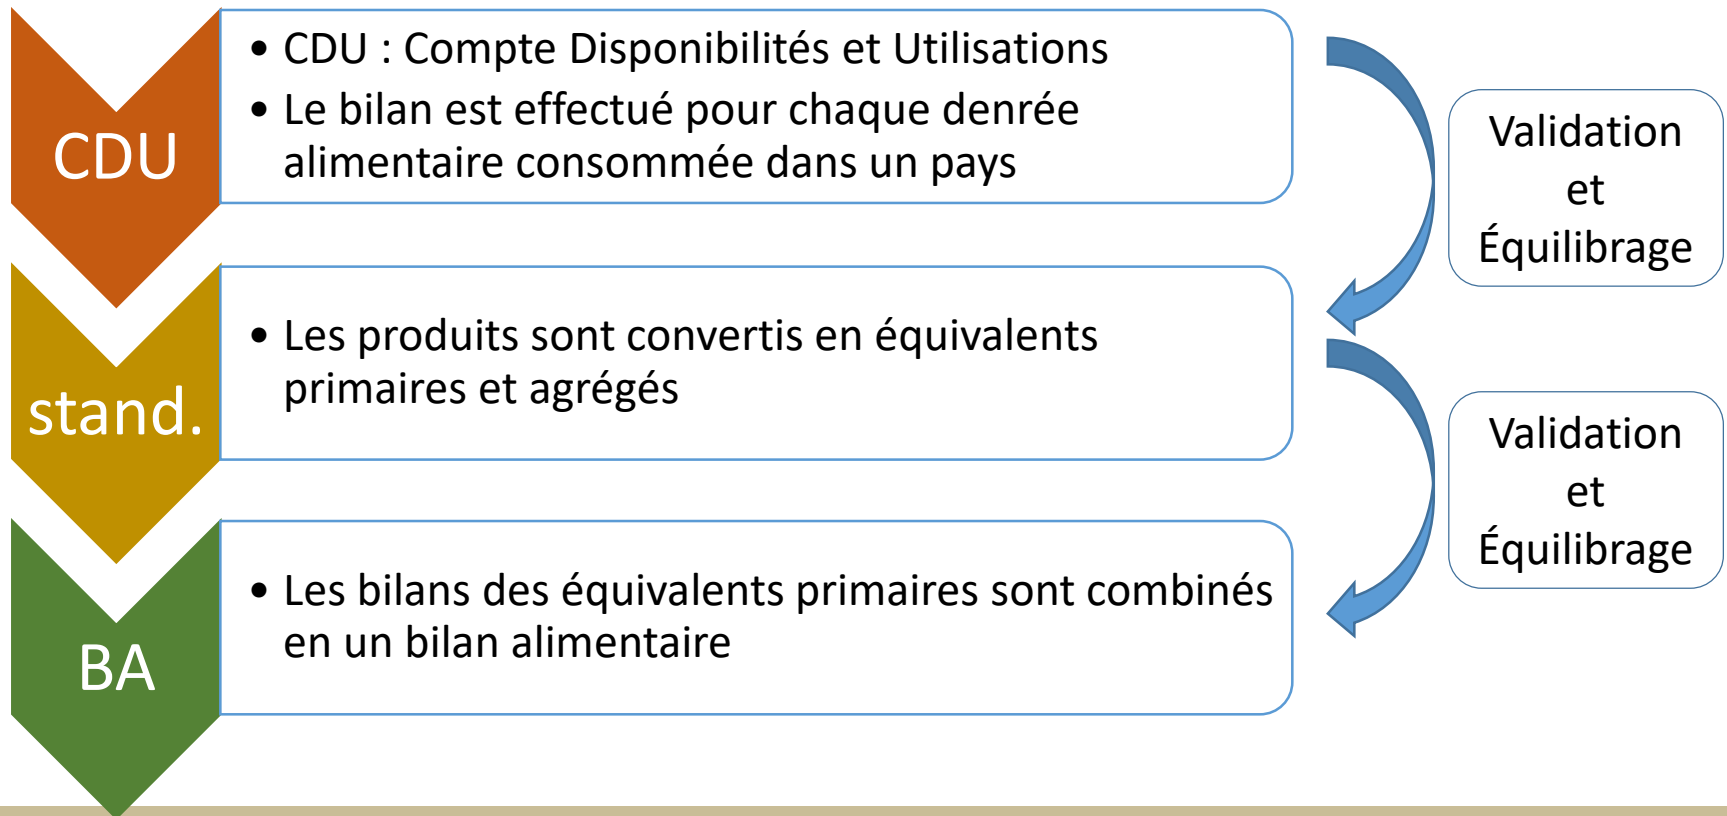 CDU
• CDU : Compte Disponibilités et Utilisations
• Le bilan est effectué pour chaque denrée
alimentaire consommée dans un pays
Validation
et
Équilibrage
stand.
• Les produits sont convertis en équivalents
primaires et agrégés
Validation
et
Équilibrage
BA
• Les bilans des équivalents primaires sont combinés
en un bilan alimentaire